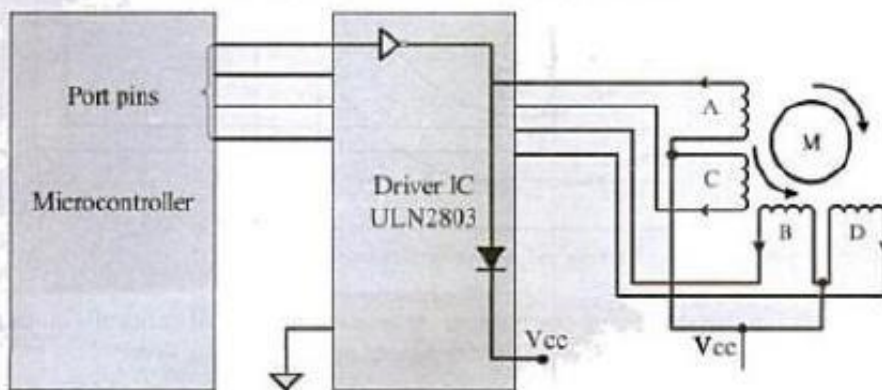 Port pins
Microcontroller
Driver IC
ULN2803
Vcc
A
C
B
D
M
Vcc